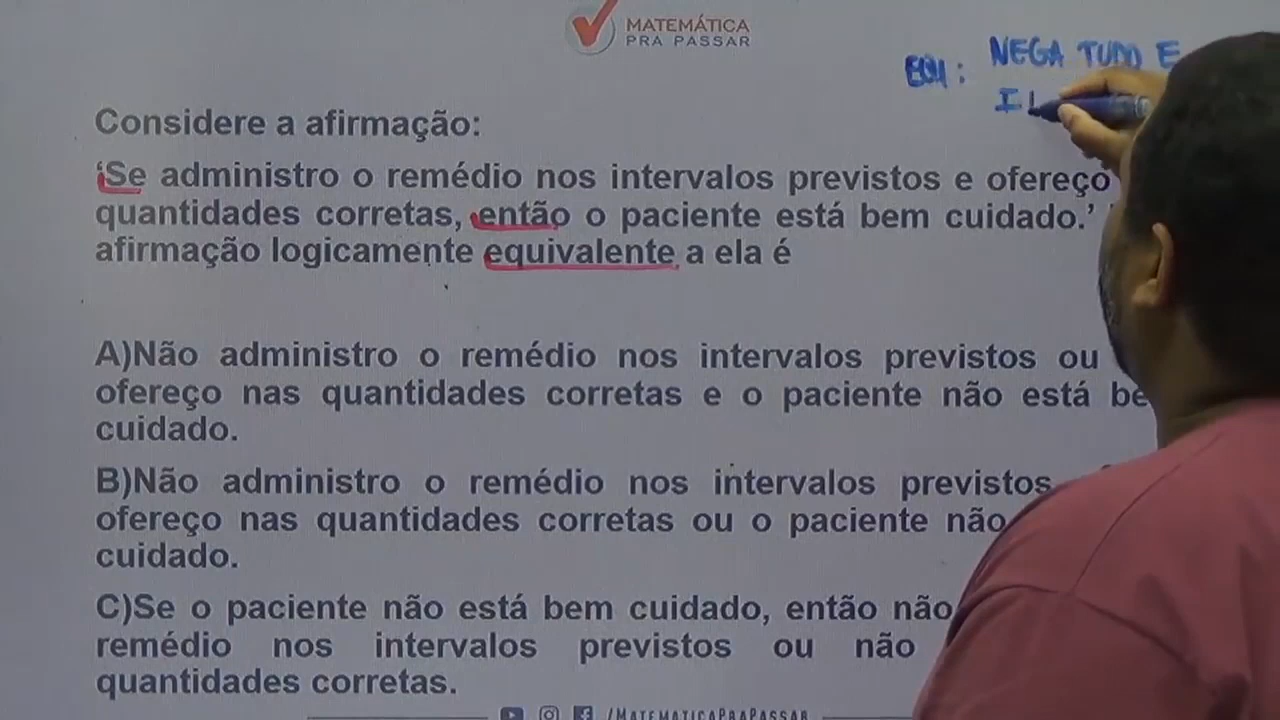 MATEMÁTICA
PRA PASSAR
EQU: NEGA TUDO E
Considere a afirmação:
'Se administro o remédio nos intervalos previstos e ofereço
quantidades corretas, então o paciente está bem cuidado.'
afirmação logicamente equivalente a ela é
A)Não administro o remédio nos intervalos previstos ou
ofereço nas quantidades corretas e o paciente não está
cuidado.
B)Não administro o remédio nos intervalos previstos
ofereço nas quantidades corretas ou o paciente não
cuidado.
C)Se o paciente não está bem cuidado, então não
remédio nos intervalos previstos ou não
quantidades corretas.
/MATEMATICAPRAPASSAR